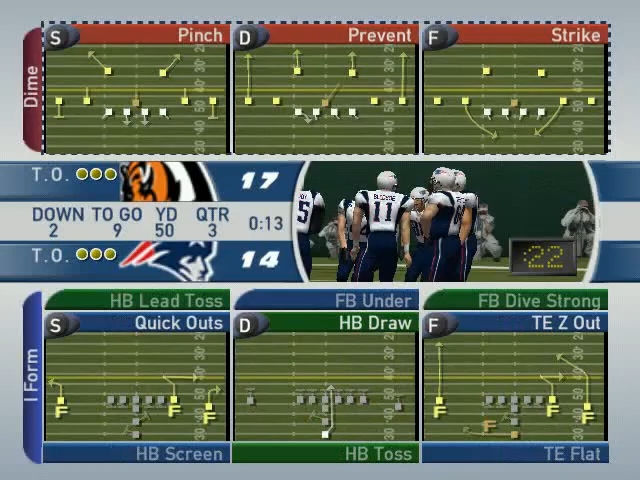 Dime
S Pinch
D Prevent
F Strike
T.O. 17
DOWN TO GO YD QTR
2 9 50 3 0:13
T.O. 14
BLEDSOE
11
5
:22
I Form
HB Lead Toss
FB Under
FB Dive Strong
S Quick Outs
D HB Draw
F TE Z Out
F F F
F F F F
HB Screen
HB Toss
TE Flat